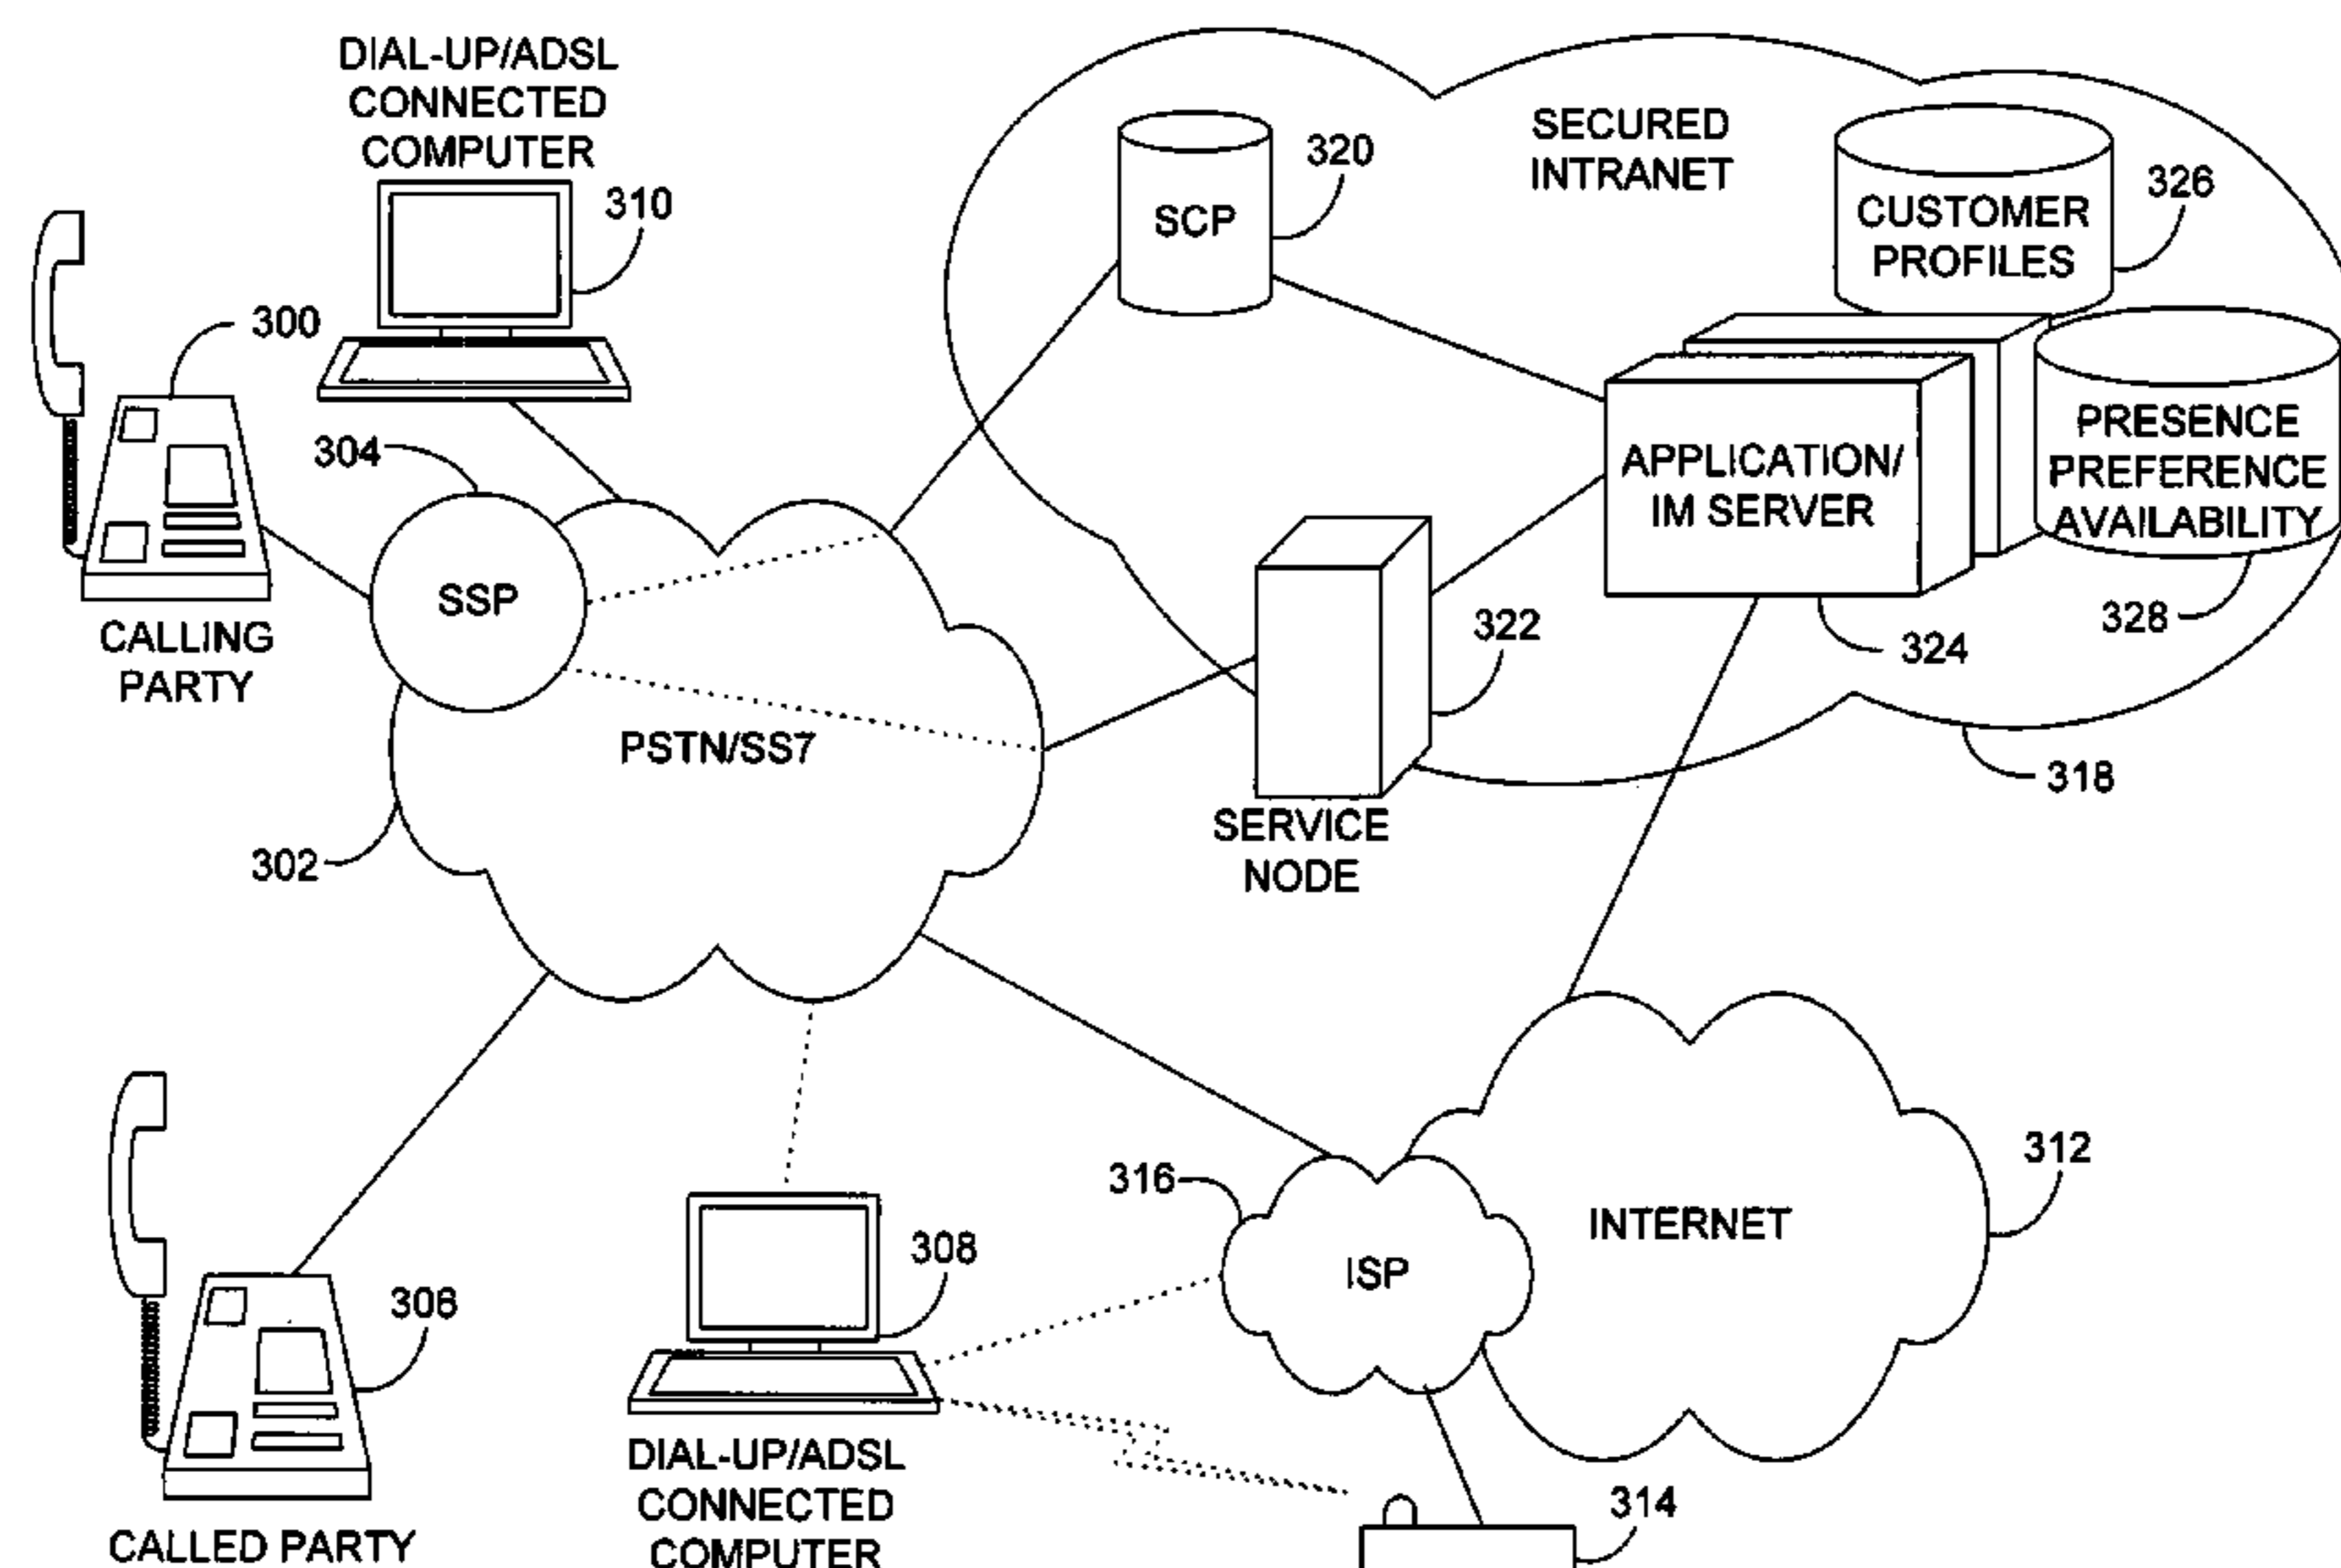 DIAL-UP/ADSL
CONNECTED
COMPUTER
310
300
304
SSP
CALLING
PARTY
PSTN/SS7
302
SECURED
INTRANET
320
SCP
CUSTOMER
PROFILES
326
PRESENCE
PREFERENCE
AVAILABILITY
328
APPLICATION/
IM SERVER
324
322
318
SERVICE
NODE
312
INTERNET
316
ISP
308
306
CALLED PARTY
DIAL-UP/ADSL
CONNECTED
COMPUTER
314